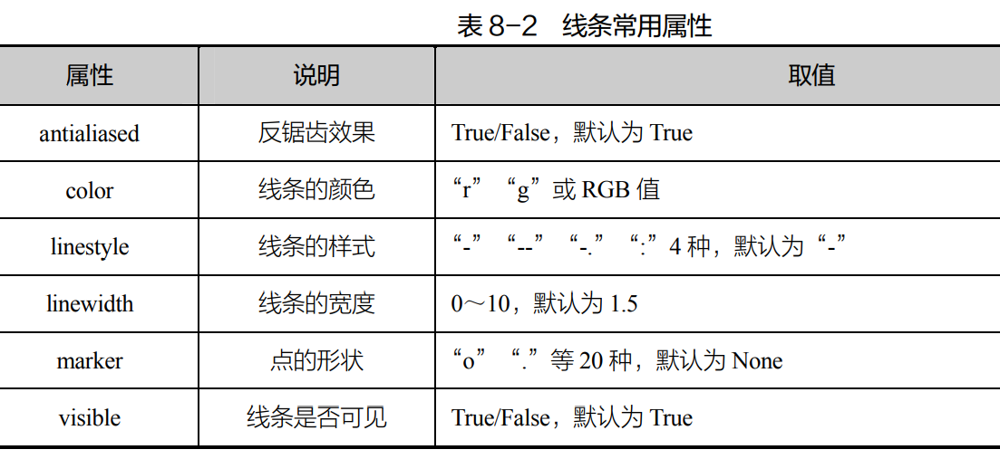 表 8-2 线条常用属性
属性 说明 取值
antialiased 反锯齿效果 True/False，默认为 True
color 线条的颜色 “r” “g”或 RGB 值
linestyle 线条的样式 “-” “--” “-.” “:”4 种，默认为“-”
linewidth 线条的宽度 0～10，默认为 1.5
marker 点的形状 “o” “.”等 20 种，默认为 None
visible 线条是否可见 True/False，默认为 True